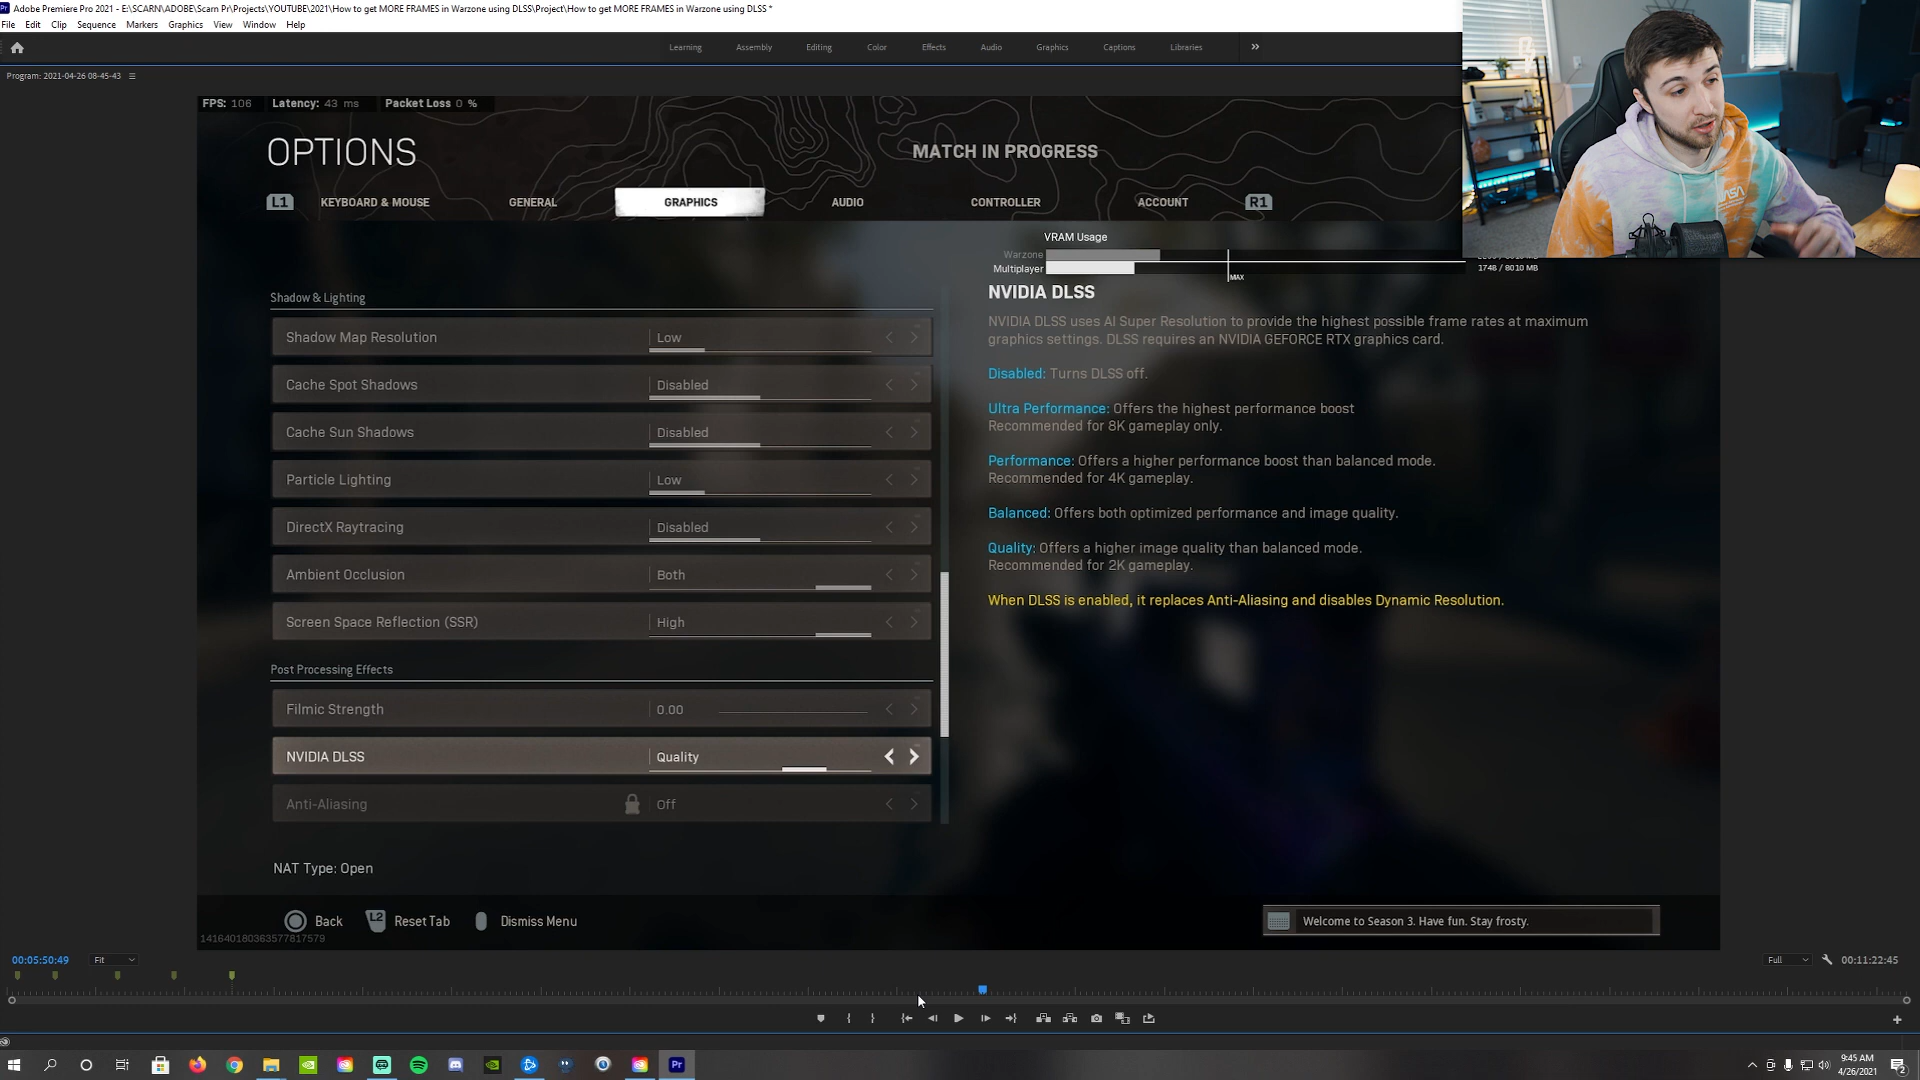 Adobe Premiere Pro 2021 - E:\SCARN\ADOBE\Scarn Pr\Projects\YOUTUBE\2021\How to get MORE FRAMES in Warzone using DLSS\Project\How to get MORE FRAMES in Warzone using DLSS *
File Edit Clip Sequence Markers Graphics View Window Help
Learning Assembly Editing Color Effects Audio Graphics Captions Libraries
Program: 2021-04-26 08-45-43
FPS: 106 Latency: 43 ms Packet Loss 0 %
OPTIONS
MATCH IN PROGRESS
L1 KEYBOARD & MOUSE GENERAL GRAPHICS AUDIO CONTROLLER ACCOUNT R1
VRAM Usage
Warzone
Multiplayer 1748 / 8010 MB
MAX
Shadow & Lighting
Shadow Map Resolution Low
Cache Spot Shadows Disabled
Cache Sun Shadows Disabled
Particle Lighting Low
DirectX Raytracing Disabled
Ambient Occlusion Both
Screen Space Reflection (SSR) High
Post Processing Effects
Filmic Strength 0.00
NVIDIA DLSS Quality
Anti-Aliasing Off
NVIDIA DLSS
NVIDIA DLSS uses AI Super Resolution to provide the highest possible frame rates at maximum
graphics settings. DLSS requires an NVIDIA GEFORCE RTX graphics card.
Disabled: Turns DLSS off.
Ultra Performance: Offers the highest performance boost
Recommended for 8K gameplay only.
Performance: Offers a higher performance boost than balanced mode.
Recommended for 4K gameplay.
Balanced: Offers both optimized performance and image quality.
Quality: Offers a higher image quality than balanced mode.
Recommended for 2K gameplay.
When DLSS is enabled, it replaces Anti-Aliasing and disables Dynamic Resolution.
NAT Type: Open
Back L2 Reset Tab Dismiss Menu
Welcome to Season 3. Have fun. Stay frosty.
14164018036357781­7579
00:05:50:49 Fit Full 00:11:22:45
NASA
Pr
9:45 AM
4/26/2021
2